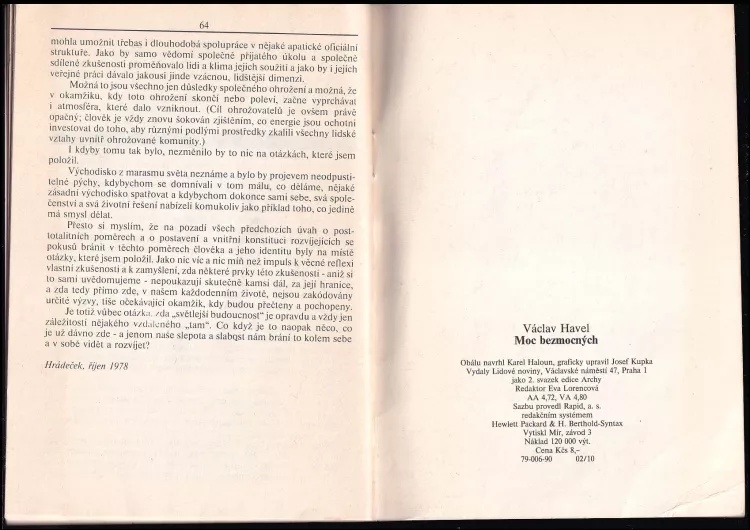 64
mohla umožnit třebas i dlouhodobá spolupráce v nějaké apatické oficiální
struktuře. Jako by samo vědomí společně přijatého úkolu a společně
sdílené zkušenosti proměňovalo lidi a klima jejich soužití a jako by i jejich
veřejné práci dávalo jakousi jinde vzácnou, lidštější dimenzi.
Možná to jsou všechno jen důsledky společného ohrožení a možná, že
v okamžiku, kdy toto ohrožení skončí nebo poleví, začne vyprchávat
i atmosféra, které dalo vzniknout. (Cíl ohrožovatelů je ovšem právě
opačný; člověk je vždy znovu šokován zjištěním, co energie jsou ochotni
investovat do toho, aby různými podlými prostředky zkalili všechny lidské
vztahy uvnitř ohrožované komunity.)
I kdyby tomu tak bylo, nezměnilo by to nic na otázkách, které jsem
položil.
Východisko z marasmu světa neznáme a bylo by projevem neodpusti-
telné pýchy, kdybychom se domnívali v tom málu, co děláme, nějaké
zásadní východisko spatřovat a kdybychom dokonce sami sebe, svá spole-
čenství a svá životní řešení nabízeli komukoliv jako příklad toho, co jedině
má smysl dělat.
Přesto si myslím, že na pozadí všech předchozích úvah o post-
totalitních poměrech a o postavení a vnitřní konstituci rozvíjejících se
pokusů bránit v těchto poměrech člověka a jeho identitu byly na místě
otázky, které jsem položil. Jako nic víc a nic míň než impuls k věcné reflexi
vlastní zkušenosti a k zamyšlení, zda některé prvky této zkušenosti - aniž si
to sami uvědomujeme - nepoukazují skutečně kamsi dál, za její hranice,
a zda tedy přímo zde, v našem každodenním životě, nejsou zakódovány
určité výzvy, tiše očekávající okamžik, kdy budou přečteny a pochopeny.
Je totiž vůbec otázka, zda „světlejší budoucnost" je opravdu a vždy jen
záležitostí nějakého vzdáleného „tam". Co když je to naopak něco, co
je už dávno zde - a jenom naše slepota a slabost nám brání to kolem sebe
a v sobě vidět a rozvíjet?
Hrádeček, říjen 1978
Václav Havel
Moc bezmocných
Obálu navrhl Karel Haloun, graficky upravil Josef Kupka
Vydaly Lidové noviny, Václavské náměstí 47, Praha 1
jako 2. svazek edice Archy
Redaktor Eva Lorencová
AA 4,72, VA 4,80
Sazbu provedl Rapid, a. s.
redakčním systémem
Hewlett Packard & H. Berthold-Syntax
Vytiskl Mír, závod 3
Náklad 120 000 výt.
Cena Kčs 8,–
79-006-90 02/10